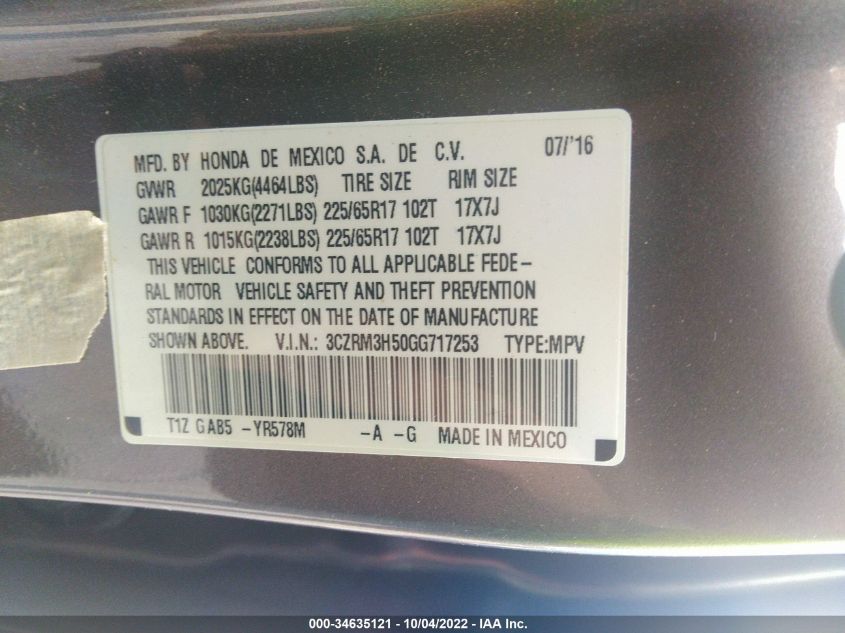 MFD. BY HONDA DE MEXICO S.A. DE C.V. 07/'16
GVWR 2025KG(4464LBS) TIRE SIZE RIM SIZE
GAWR F 1030KG(2271LBS) 225/65R17 102T 17X7J
GAWR R 1015KG(2238LBS) 225/65R17 102T 17X7J
THIS VEHICLE CONFORMS TO ALL APPLICABLE FEDE-
RAL MOTOR VEHICLE SAFETY AND THEFT PREVENTION
STANDARDS IN EFFECT ON THE DATE OF MANUFACTURE
SHOWN ABOVE. V.I.N.: 3CZRM3H50GG717253 TYPE:MPV
T1Z GAB5 -YR578M -A -G MADE IN MEXICO
000-34635121 - 10/04/2022 - IAA Inc.